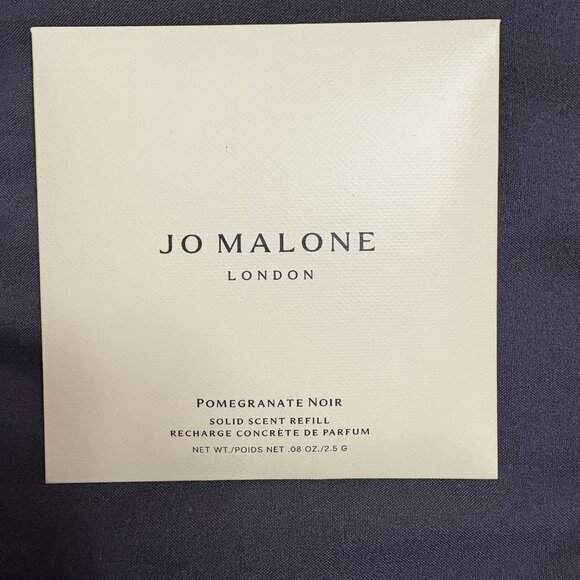 JO MALONE
LONDON
POMEGRANATE NOIR
SOLID SCENT REFILL
RECHARGE CONCRÈTE DE PARFUM
NET WT./POIDS NET .08 OZ./2.5 G